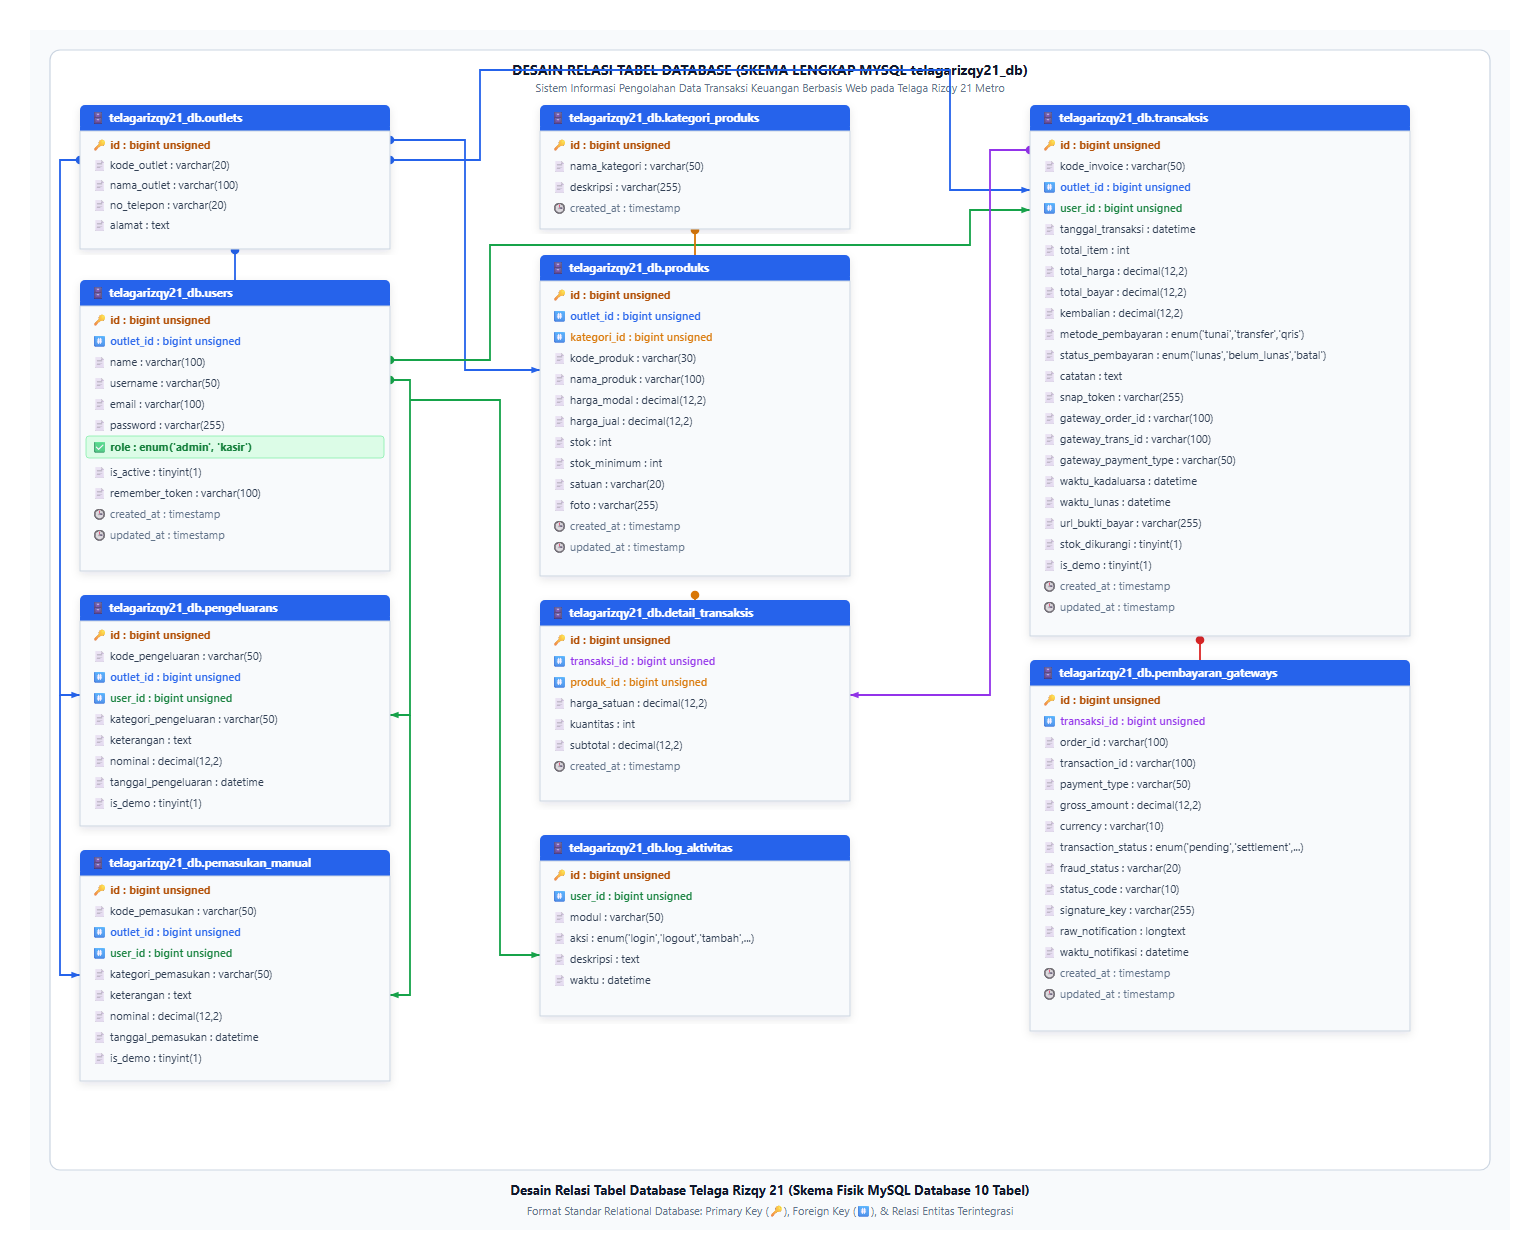 DESAIN RELASI TABEL DATABASE (SKEMA LENGKAP MYSQL telagarizqy21_db)
Sistem Informasi Pengolahan Data Transaksi Keuangan Berbasis Web pada Telaga Rizqy 21 Metro
telagarizqy21_db.outlets
id : bigint unsigned
kode_outlet : varchar(20)
nama_outlet : varchar(100)
no_telepon : varchar(20)
alamat : text
telagarizqy21_db.users
id : bigint unsigned
outlet_id : bigint unsigned
name : varchar(100)
username : varchar(50)
email : varchar(100)
password : varchar(255)
role : enum('admin', 'kasir')
is_active : tinyint(1)
remember_token : varchar(100)
created_at : timestamp
updated_at : timestamp
telagarizqy21_db.pengeluarans
id : bigint unsigned
kode_pengeluaran : varchar(50)
outlet_id : bigint unsigned
user_id : bigint unsigned
kategori_pengeluaran : varchar(50)
keterangan : text
nominal : decimal(12,2)
tanggal_pengeluaran : datetime
is_demo : tinyint(1)
telagarizqy21_db.pemasukan_manual
id : bigint unsigned
kode_pemasukan : varchar(50)
outlet_id : bigint unsigned
user_id : bigint unsigned
kategori_pemasukan : varchar(50)
keterangan : text
nominal : decimal(12,2)
tanggal_pemasukan : datetime
is_demo : tinyint(1)
telagarizqy21_db.kategori_produks
id : bigint unsigned
nama_kategori : varchar(50)
deskripsi : varchar(255)
created_at : timestamp
telagarizqy21_db.produks
id : bigint unsigned
outlet_id : bigint unsigned
kategori_id : bigint unsigned
kode_produk : varchar(30)
nama_produk : varchar(100)
harga_modal : decimal(12,2)
harga_jual : decimal(12,2)
stok : int
stok_minimum : int
satuan : varchar(20)
foto : varchar(255)
created_at : timestamp
updated_at : timestamp
telagarizqy21_db.detail_transaksis
id : bigint unsigned
transaksi_id : bigint unsigned
produk_id : bigint unsigned
harga_satuan : decimal(12,2)
kuantitas : int
subtotal : decimal(12,2)
created_at : timestamp
telagarizqy21_db.log_aktivitas
id : bigint unsigned
user_id : bigint unsigned
modul : varchar(50)
aksi : enum('login','logout','tambah',...)
deskripsi : text
waktu : datetime
telagarizqy21_db.transaksis
id : bigint unsigned
kode_invoice : varchar(50)
outlet_id : bigint unsigned
user_id : bigint unsigned
tanggal_transaksi : datetime
total_item : int
total_harga : decimal(12,2)
total_bayar : decimal(12,2)
kembalian : decimal(12,2)
metode_pembayaran : enum('tunai','transfer','qris')
status_pembayaran : enum('lunas','belum_lunas','batal')
catatan : text
snap_token : varchar(255)
gateway_order_id : varchar(100)
gateway_trans_id : varchar(100)
gateway_payment_type : varchar(50)
waktu_kadaluarsa : datetime
waktu_lunas : datetime
url_bukti_bayar : varchar(255)
stok_dikurangi : tinyint(1)
is_demo : tinyint(1)
created_at : timestamp
updated_at : timestamp
telagarizqy21_db.pembayaran_gateways
id : bigint unsigned
transaksi_id : bigint unsigned
order_id : varchar(100)
transaction_id : varchar(100)
payment_type : varchar(50)
gross_amount : decimal(12,2)
currency : varchar(10)
transaction_status : enum('pending','settlement',...)
fraud_status : varchar(20)
status_code : varchar(10)
signature_key : varchar(255)
raw_notification : longtext
waktu_notifikasi : datetime
created_at : timestamp
updated_at : timestamp
Desain Relasi Tabel Database Telaga Rizqy 21 (Skema Fisik MySQL Database 10 Tabel)
Format Standar Relational Database: Primary Key (🔑), Foreign Key (#️⃣), & Relasi Entitas Terintegrasi